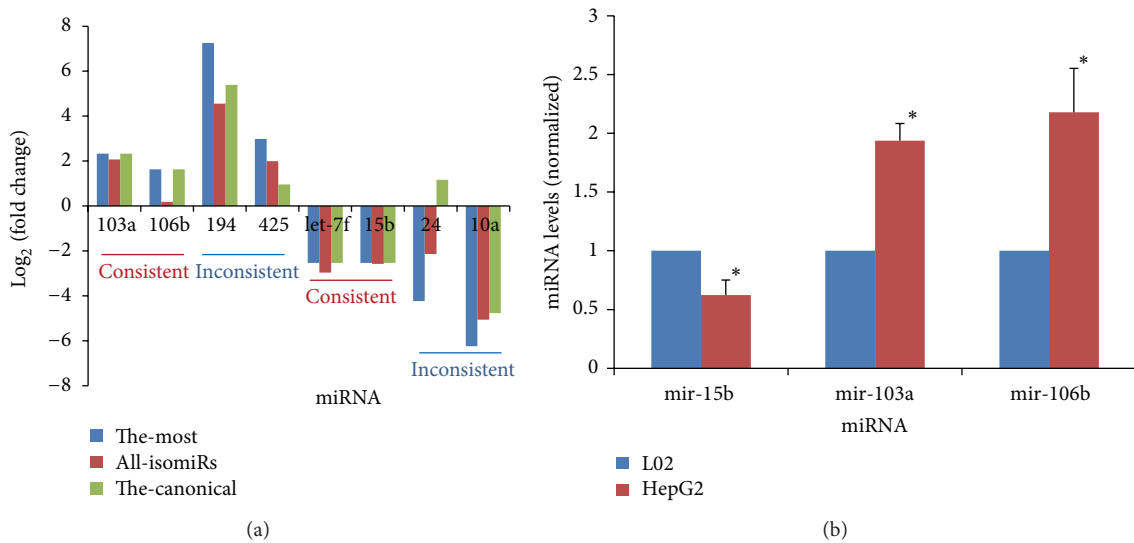 8
6
4
2
0
−2
−4
−6
−8
Log2 (fold change)
103a 106b 194 425 let-7f 15b 24 10a
Consistent
Inconsistent
Consistent
Inconsistent
miRNA
The-most
All-isomiRs
The-canonical
(a)
3
2.5
2
1.5
1
0.5
0
miRNA levels (normalized)
*
*
*
mir-15b mir-103a mir-106b
miRNA
L02
HepG2
(b)